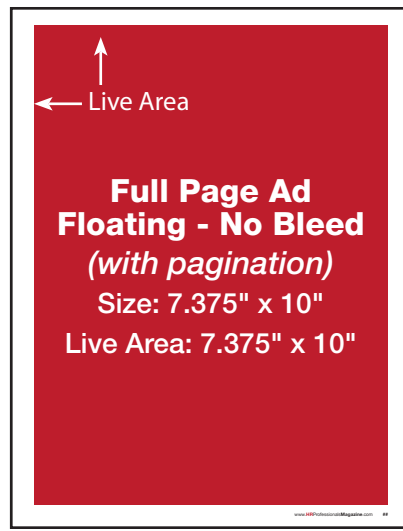 Live Area
Full Page Ad
Floating - No Bleed
(with pagination)
Size: 7.375" x 10"
Live Area: 7.375" x 10"
www.HRProfessionalsMagazine.com ##